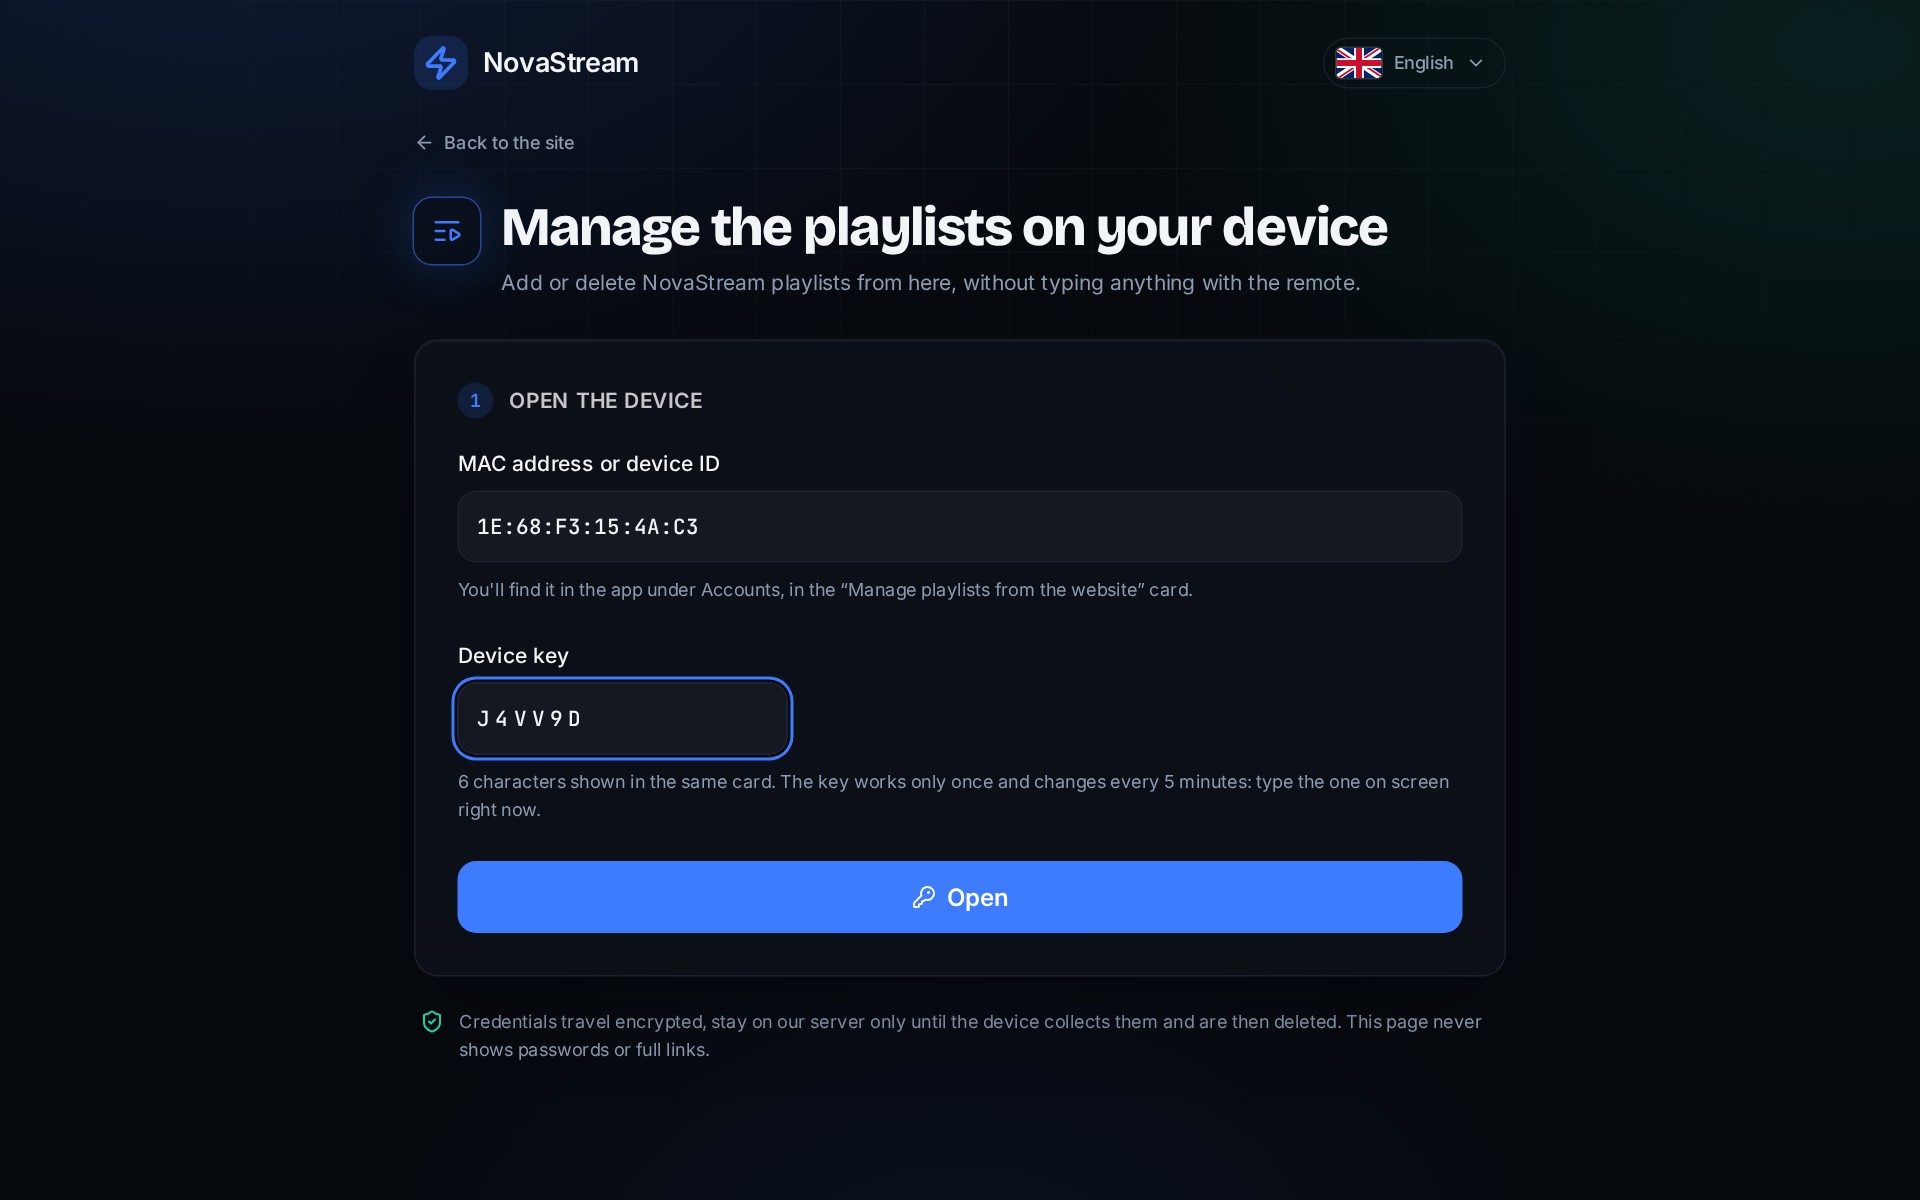 NovaStream
English
Back to the site
Manage the playlists on your device
Add or delete NovaStream playlists from here, without typing anything with the remote.
1 OPEN THE DEVICE
MAC address or device ID
1E:68:F3:15:4A:C3
You'll find it in the app under Accounts, in the “Manage playlists from the website” card.
Device key
J4VV9D
6 characters shown in the same card. The key works only once and changes every 5 minutes: type the one on screen
right now.
Open
Credentials travel encrypted, stay on our server only until the device collects them and are then deleted. This page never
shows passwords or full links.